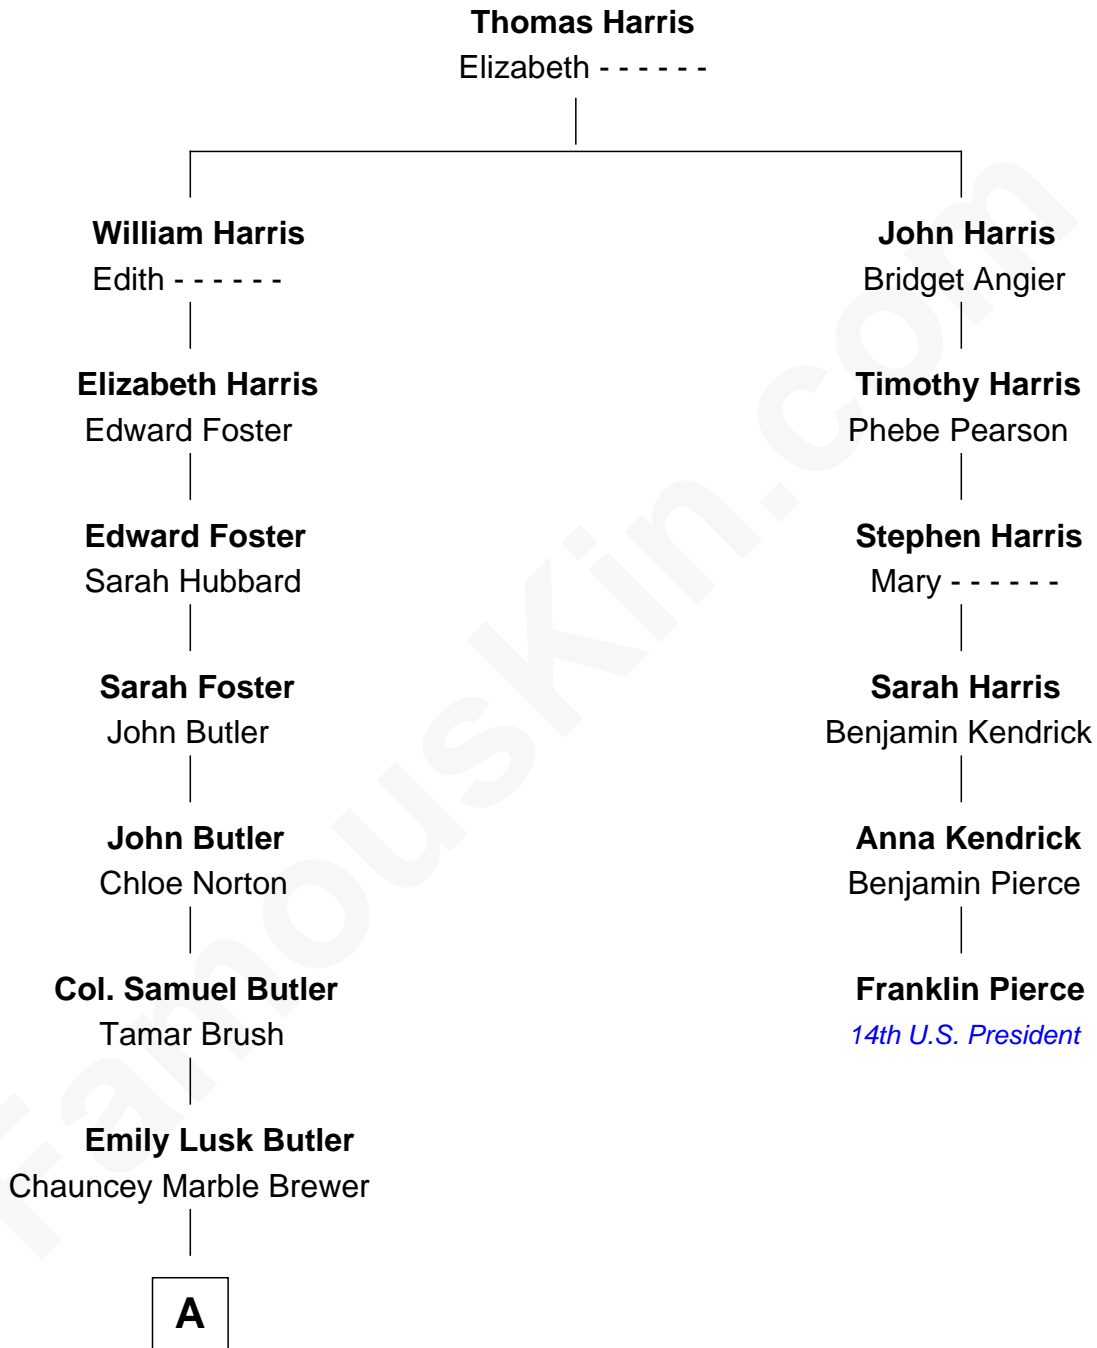 Thomas Harris
Elizabeth - - - - - -
William Harris
Edith - - - - - -
John Harris
Bridget Angier
Elizabeth Harris
Edward Foster
Timothy Harris
Phebe Pearson
Edward Foster
Sarah Hubbard
Stephen Harris
Mary - - - - - -
Sarah Foster
John Butler
Sarah Harris
Benjamin Kendrick
John Butler
Chloe Norton
Anna Kendrick
Benjamin Pierce
Col. Samuel Butler
Tamar Brush
Franklin Pierce
14th U.S. President
Emily Lusk Butler
Chauncey Marble Brewer
A
FamousKin.com